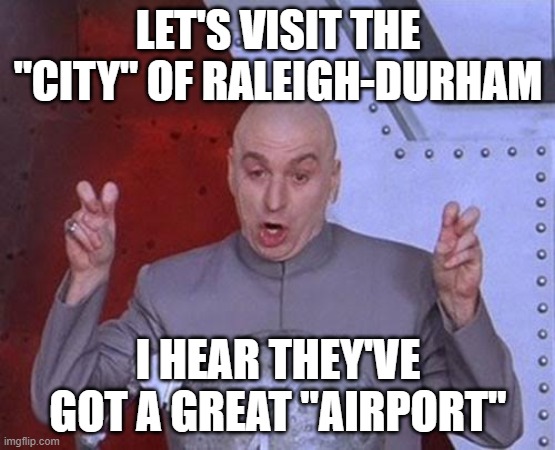 LET'S VISIT THE
"CITY" OF RALEIGH-DURHAM
I HEAR THEY'VE
GOT A GREAT "AIRPORT"
imgflip.com